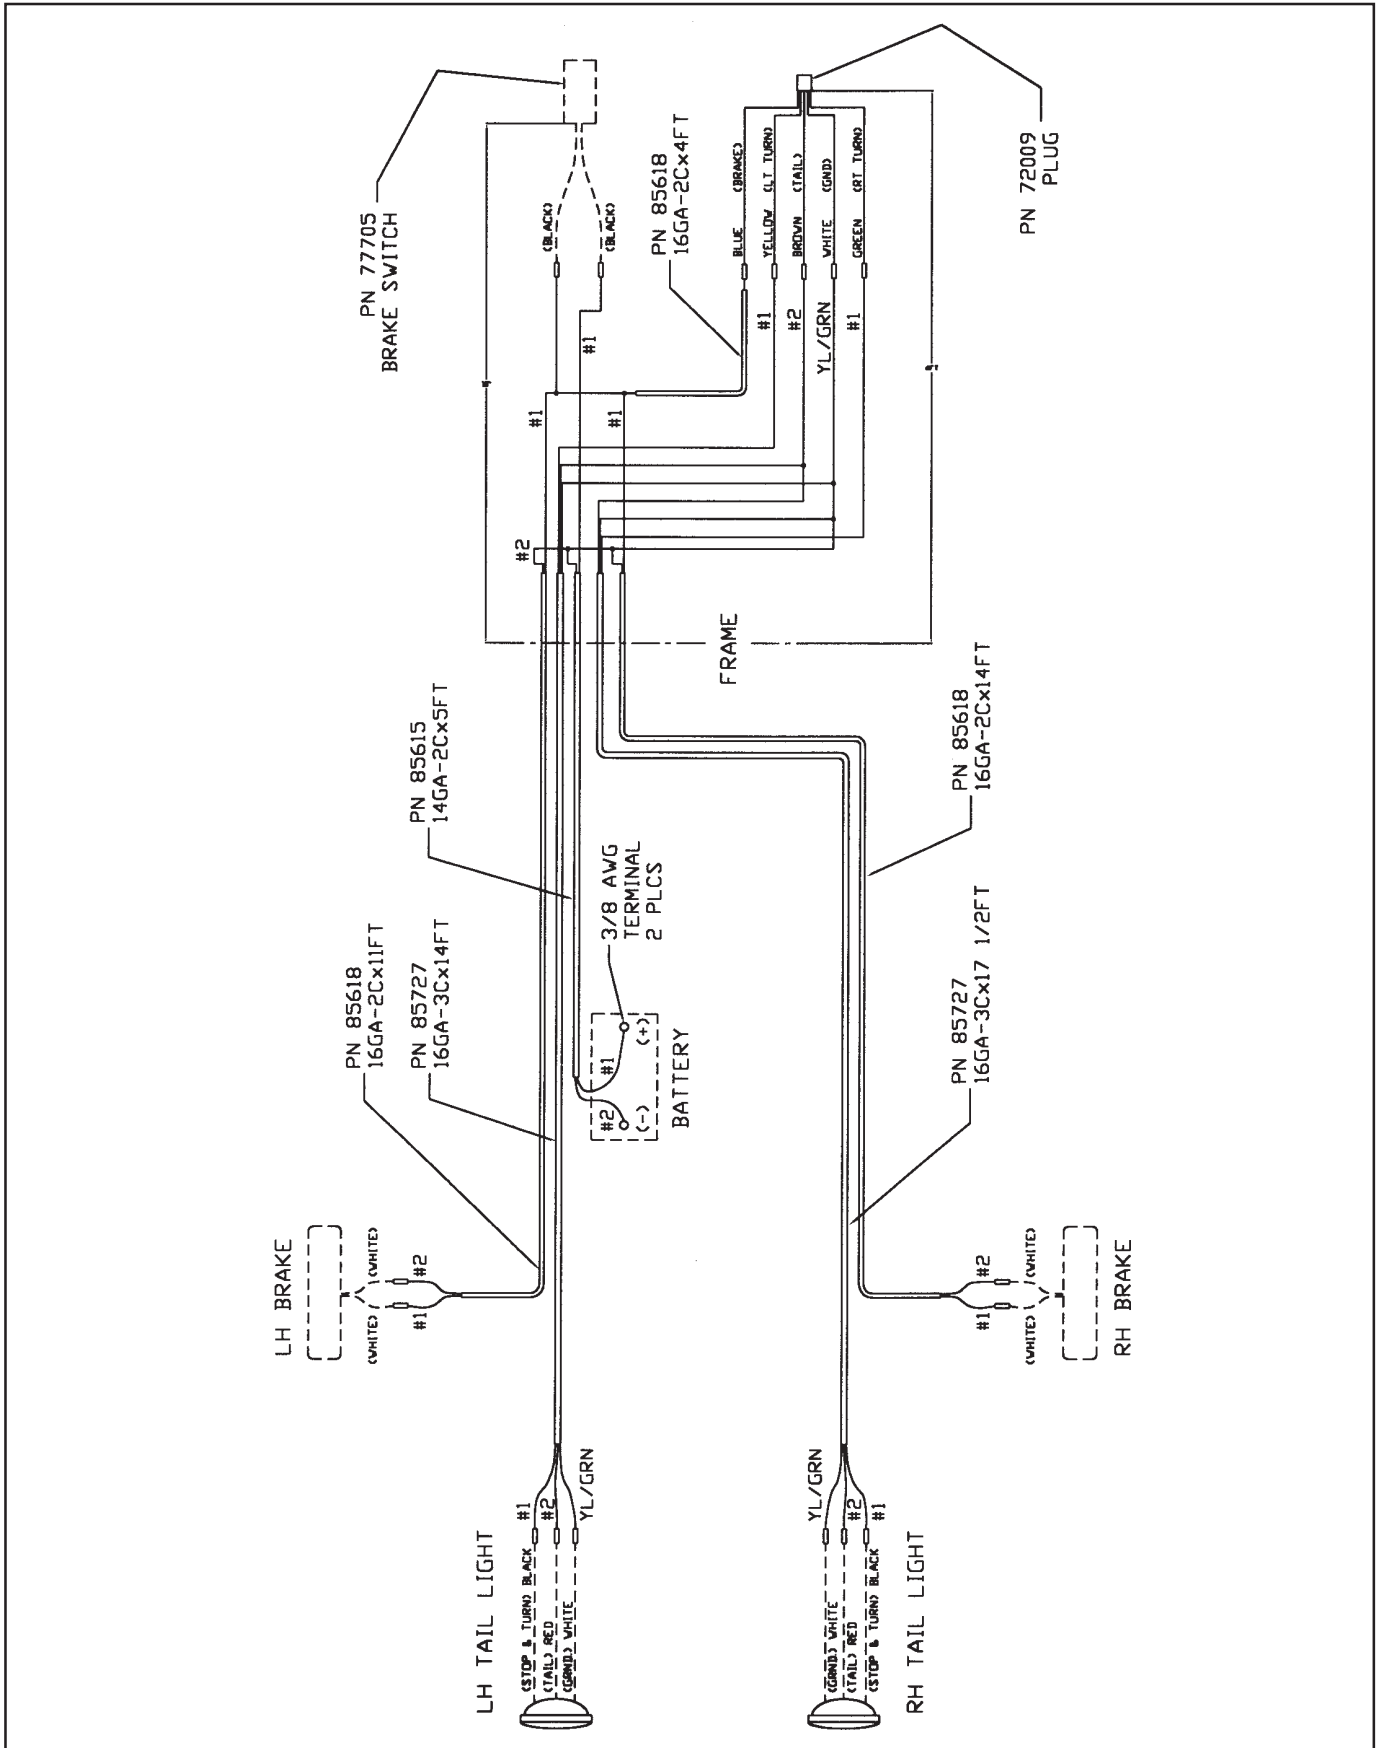 LH TAIL LIGHT
(STOP & TURN) BLACK
(TAIL) RED
(GRND.) WHITE
#1
#2
YL/GRN
RH TAIL LIGHT
(GRND.) WHITE
(TAIL) RED
(STOP & TURN) BLACK
YL/GRN
#2
#1
LH BRAKE
(WHITE)
(WHITE)
#1
#2
RH BRAKE
(WHITE)
(WHITE)
#1
#2
PN 85618
16GA-2Cx11FT
PN 85727
16GA-3Cx14FT
BATTERY
#2
(-)
#1
(+)
3/8 AWG
TERMINAL
2 PLCS
PN 85727
16GA-3Cx17 1/2FT
PN 85615
14GA-2Cx5FT
PN 85618
16GA-2Cx14FT
FRAME
#2
#1
#1
#1
PN 77705
BRAKE SWITCH
(BLACK)
(BLACK)
PN 85618
16GA-2Cx4FT
#1
#2
YL/GRN
#1
BLUE (BRAKE)
YELLOW (LT TURN)
BROWN (TAIL)
WHITE (GND)
GREEN (RT TURN)
PN 72009
PLUG